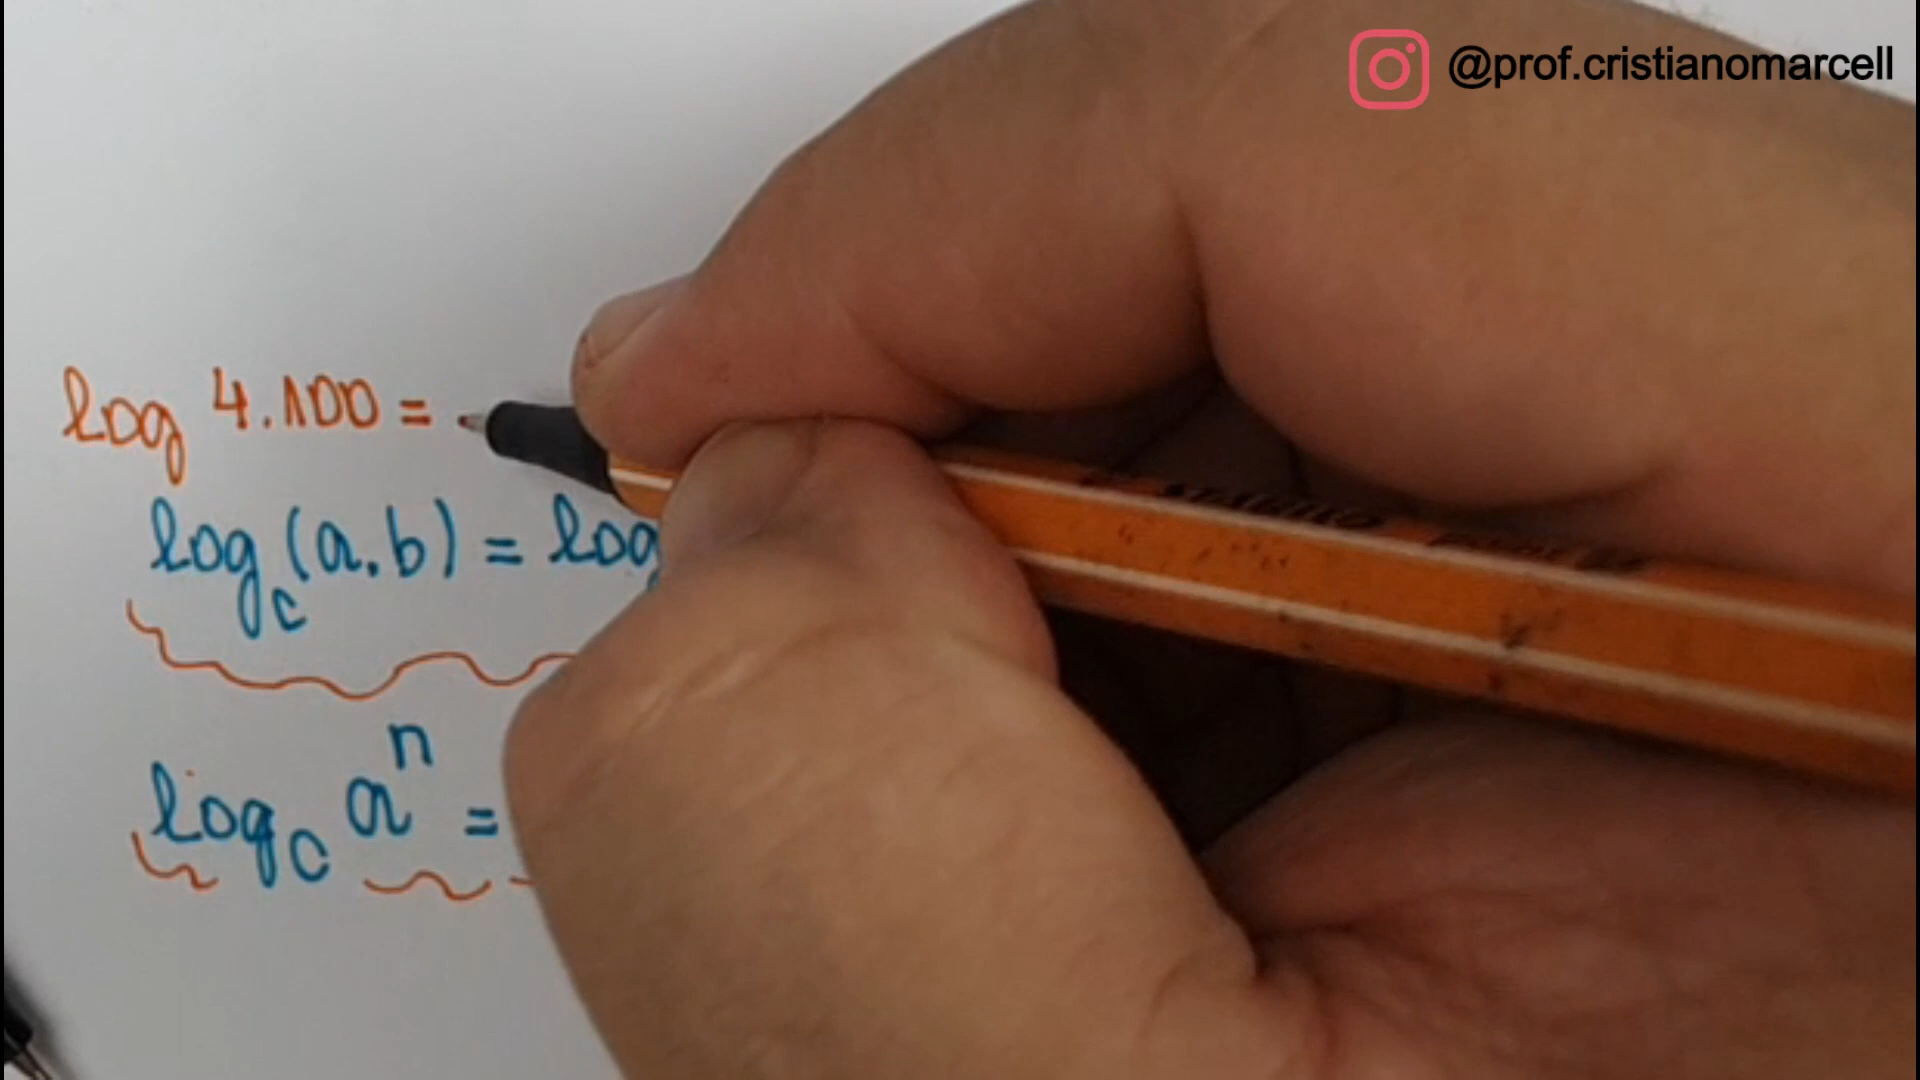 @prof.cristianomarcell
log 4.100 =
log_c (a.b) = log
log_c a^n =